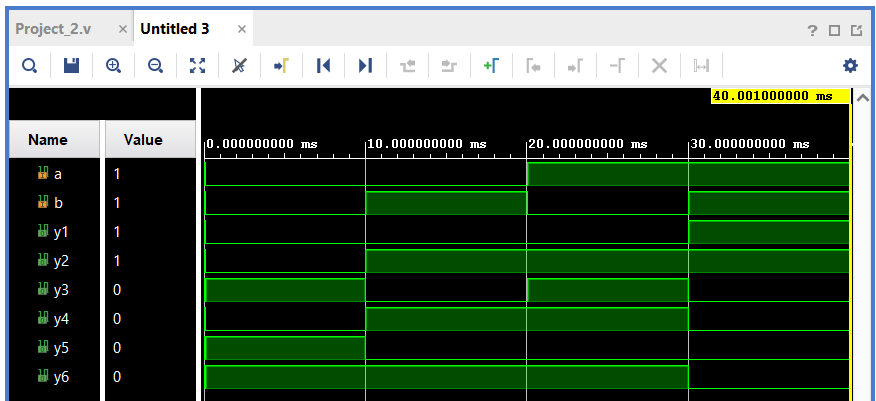 Project_2.v × Untitled 3 × ?
40.001000000 ms
Name Value
0.000000000 ms 10.000000000 ms 20.000000000 ms 30.000000000 ms
a 1
b 1
y1 1
y2 1
y3 0
y4 0
y5 0
y6 0